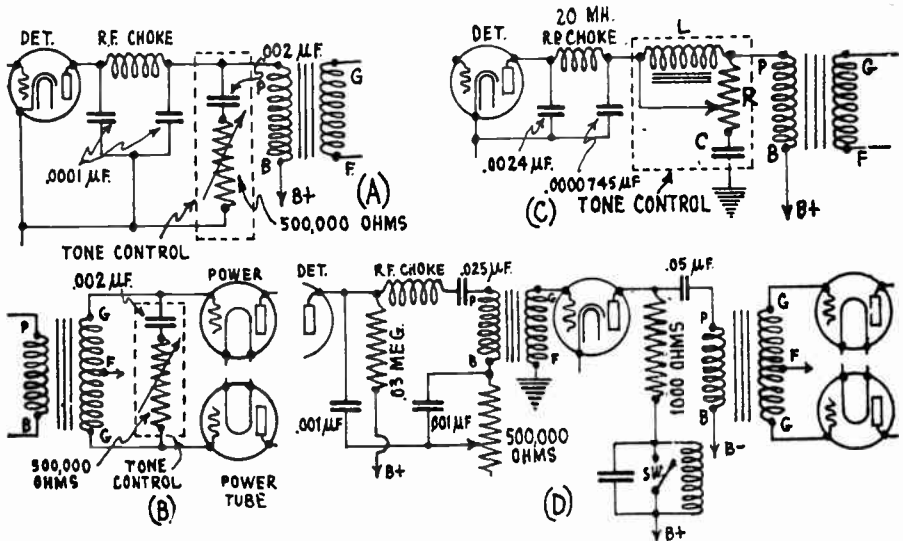 DET.
R.F. CHOKE
.002 µF.
P
G
B
F
B+
.0001 µF.
(A)
500,000 OHMS
TONE CONTROL
20 MH.
R.P. CHOKE
DET.
L
P
G
R
C
B
F
.0024 µF
.0000745 µF
(C)
TONE CONTROL
B+
.002 µF.
POWER
P
G
F
B
G
500,000
OHMS
TONE
CONTROL
POWER
TUBE
(B)
DET.
R.F. CHOKE
.025 µF.
P
G
.03 MEG.
B
F
.001 µF
.001 µF
500,000
OHMS
B+
(D)
.05 µF.
1000 OHMS
P
G
F
B
G
B-
SW.
B+